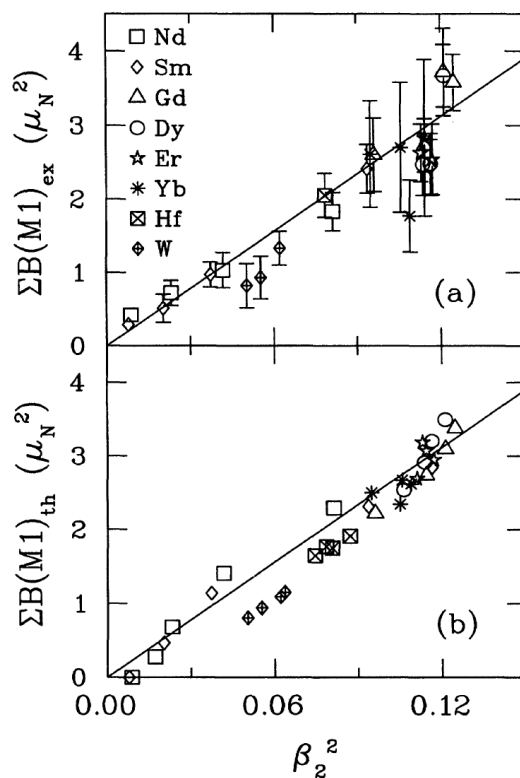 4
3
2
1
0
ΣB(M1)ex (μN²)
Nd
Sm
Gd
Dy
Er
Yb
Hf
W
(a)
4
3
2
1
0
ΣB(M1)th (μN²)
(b)
0.00 0.06 0.12
β₂²